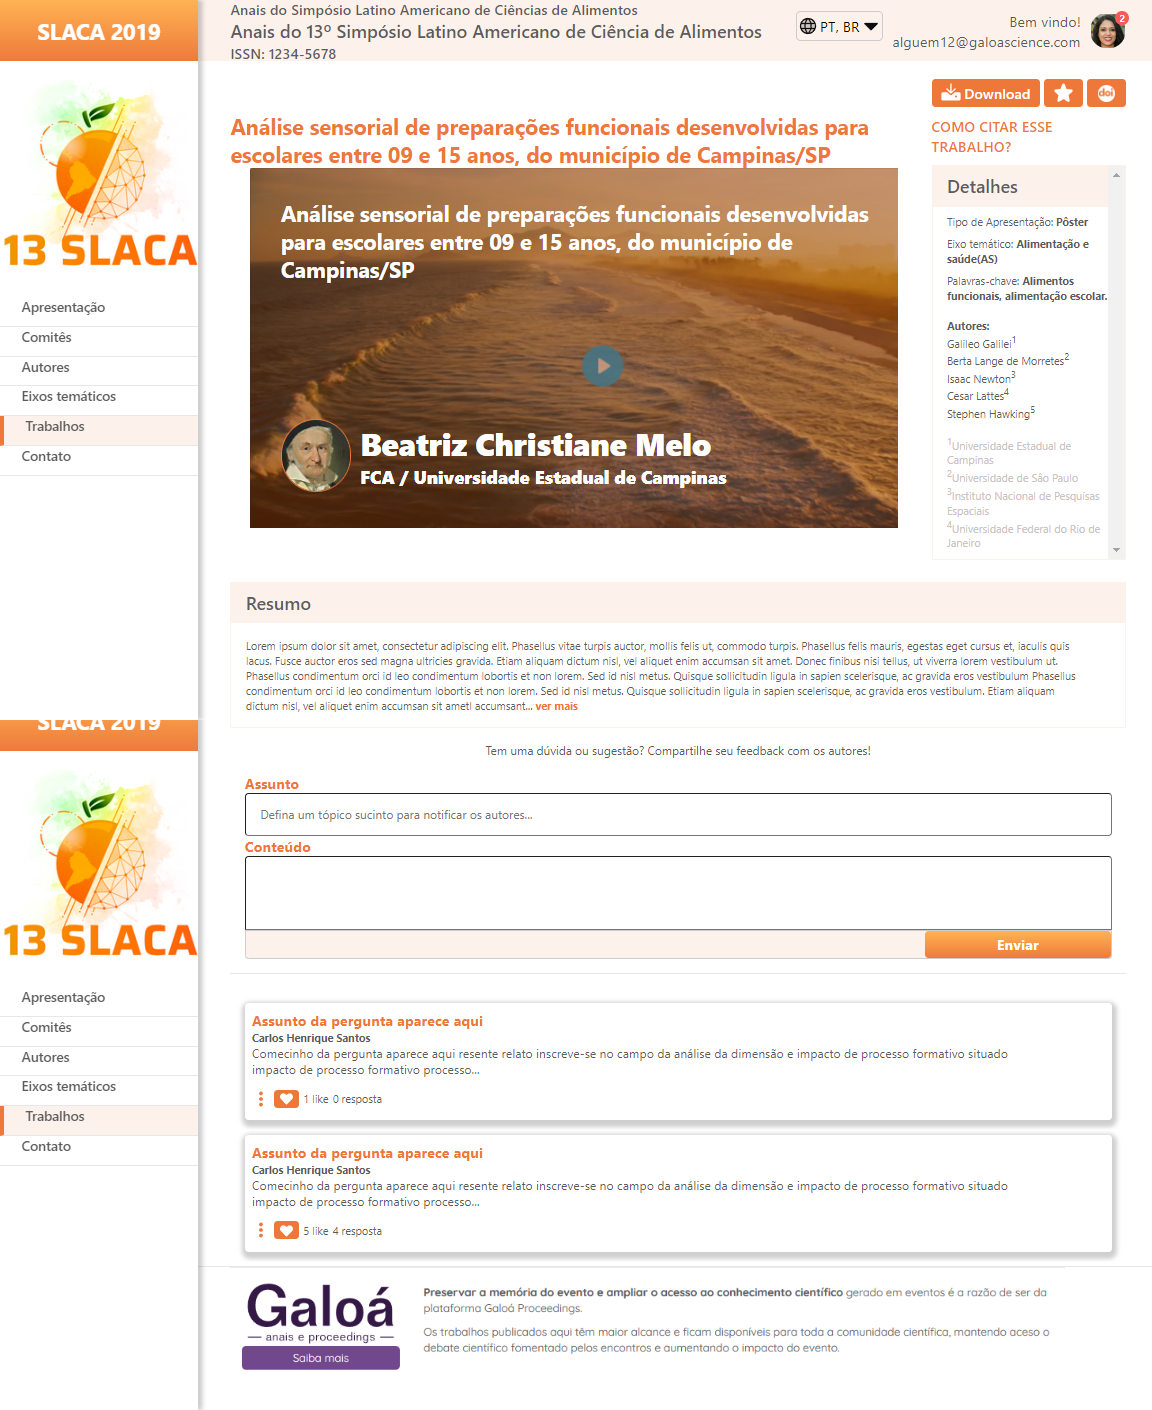 SLACA 2019
Anais do Simpósio Latino Americano de Ciências de Alimentos
Anais do 13º Simpósio Latino Americano de Ciência de Alimentos
ISSN: 1234-5678
PT, BR
Bem vindo!
alguem12@galoascience.com
2
13 SLACA
Apresentação
Comitês
Autores
Eixos temáticos
Trabalhos
Contato
Análise sensorial de preparações funcionais desenvolvidas para
escolares entre 09 e 15 anos, do município de Campinas/SP
Análise sensorial de preparações funcionais desenvolvidas
para escolares entre 09 e 15 anos, do município de
Campinas/SP
Beatriz Christiane Melo
FCA / Universidade Estadual de Campinas
Download
doi
COMO CITAR ESSE
TRABALHO?
Detalhes
Tipo de Apresentação: Pôster
Eixo temático: Alimentação e
saúde(AS)
Palavras-chave: Alimentos
funcionais, alimentação escolar.
Autores:
Galileo Galilei1
Berta Lange de Morretes2
Isaac Newton3
Cesar Lattes4
Stephen Hawking5
1Universidade Estadual de
Campinas
2Universidade de São Paulo
3Instituto Nacional de Pesquisas
Espaciais
4Universidade Federal do Rio de
Janeiro
Resumo
Lorem ipsum dolor sit amet, consectetur adipiscing elit. Phasellus vitae turpis auctor, mollis felis ut, commodo turpis. Phasellus felis mauris, egestas eget cursus et, iaculis quis
lacus. Fusce auctor eros sed magna ultricies gravida. Etiam aliquam dictum nisl, vel aliquet enim accumsan sit amet. Donec finibus nisi tellus, ut viverra lorem vestibulum ut.
Phasellus condimentum orci id leo condimentum lobortis et non lorem. Sed id nisl metus. Quisque sollicitudin ligula in sapien scelerisque, ac gravida eros vestibulum Phasellus
condimentum orci id leo condimentum lobortis et non lorem. Sed id nisl metus. Quisque sollicitudin ligula in sapien scelerisque, ac gravida eros vestibulum. Etiam aliquam
dictum nisl, vel aliquet enim accumsan sit ametl accumsant... ver mais
SLACA 2019
13 SLACA
Apresentação
Comitês
Autores
Eixos temáticos
Trabalhos
Contato
Tem uma dúvida ou sugestão? Compartilhe seu feedback com os autores!
Assunto
Defina um tópico sucinto para notificar os autores...
Conteúdo
Enviar
Assunto da pergunta aparece aqui
Carlos Henrique Santos
Comecinho da pergunta aparece aqui resente relato inscreve-se no campo da análise da dimensão e impacto de processo formativo situado
impacto de processo formativo processo...
1 like 0 resposta
Assunto da pergunta aparece aqui
Carlos Henrique Santos
Comecinho da pergunta aparece aqui resente relato inscreve-se no campo da análise da dimensão e impacto de processo formativo situado
impacto de processo formativo processo...
5 like 4 resposta
Galoá
anais e proceedings
Saiba mais
Preservar a memória do evento e ampliar o acesso ao conhecimento científico gerado em eventos é a razão de ser da
plataforma Galoá Proceedings.
Os trabalhos publicados aqui têm maior alcance e ficam disponíveis para toda a comunidade científica, mantendo aceso o
debate científico fomentado pelos encontros e aumentando o impacto do evento.